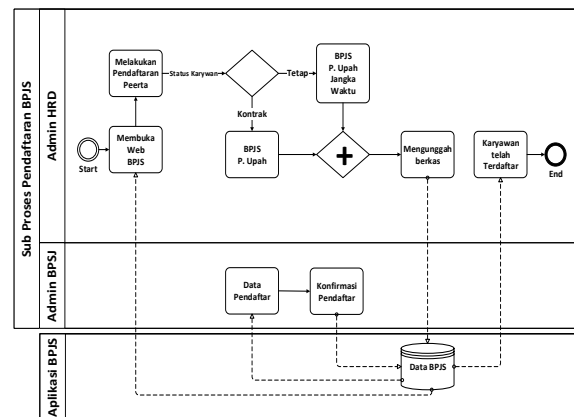 Sub Proses Pendaftaran BPJS
Admin HRD
Melakukan
Pendaftaran
Peerta
Status Karywan
Tetap
BPJS
P. Upah
Jangka
Waktu
Kontrak
Start
Membuka
Web
BPJS
BPJS
P. Upah
Mengunggah
berkas
Karyawan
telah
Terdaftar
End
Admin BPSJ
Data
Pendaftar
Konfirmasi
Pendaftar
Aplikasi BPJS
Data BPJS